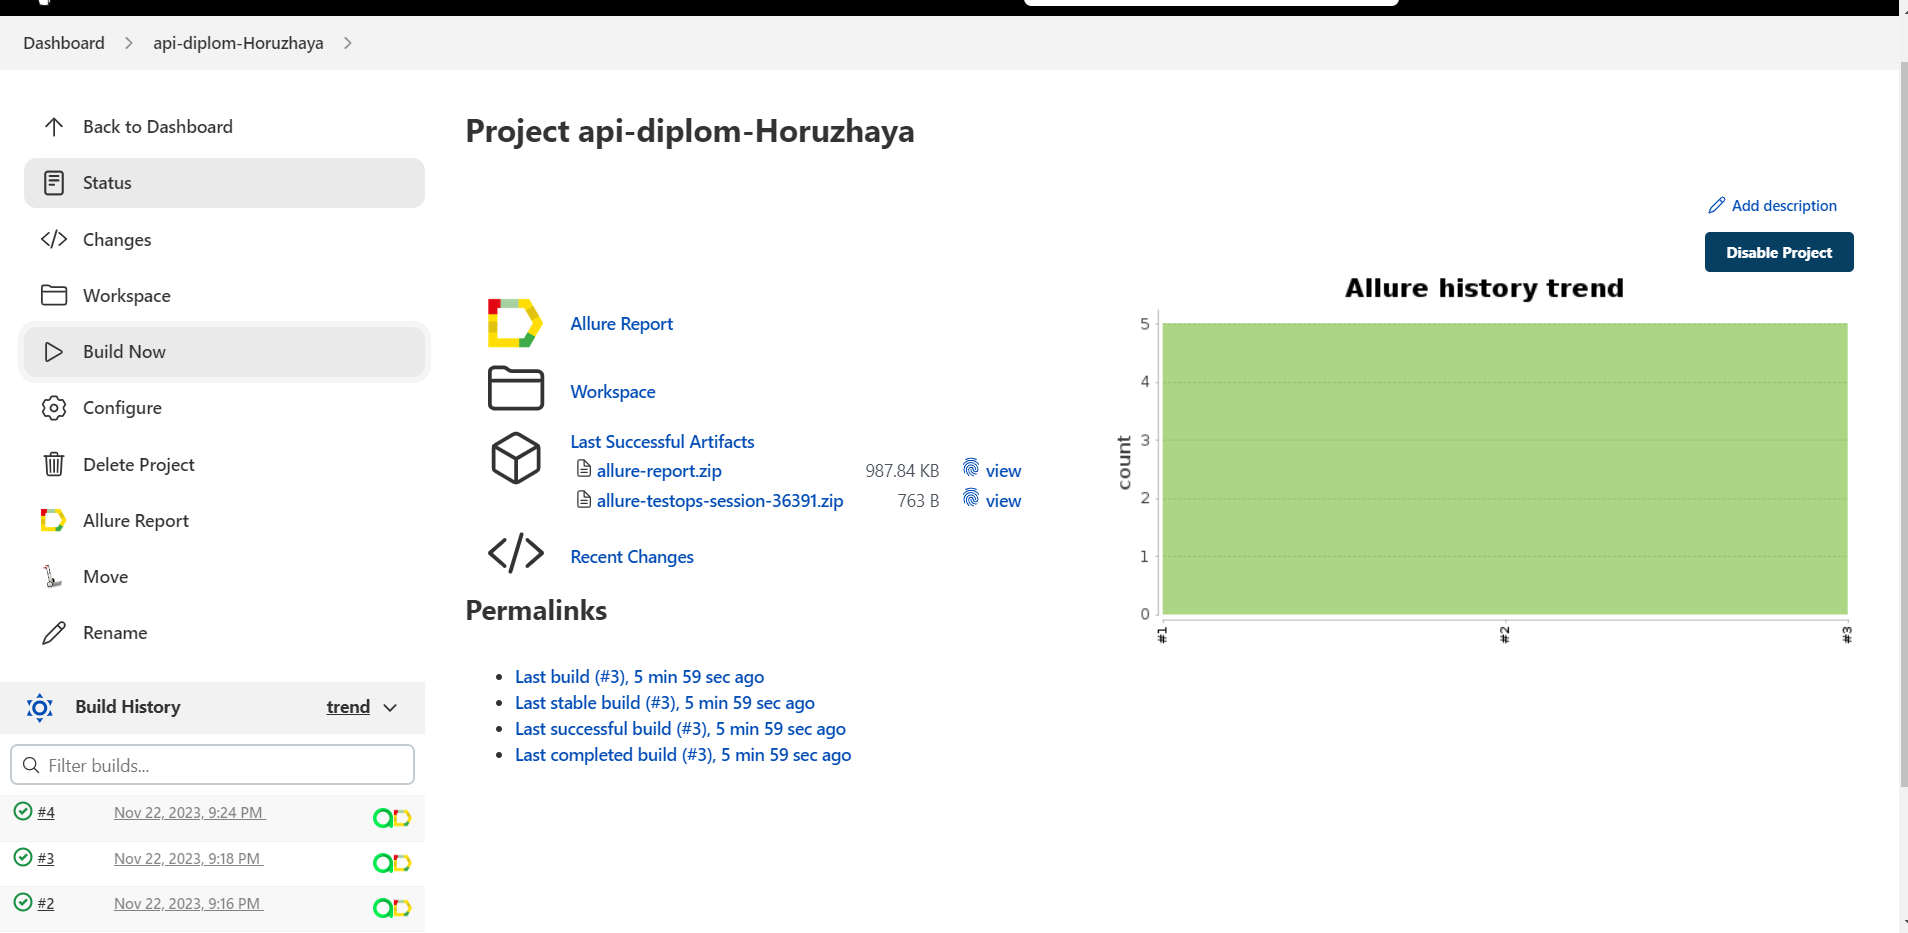 Dashboard
api-diplom-Horuzhaya
Back to Dashboard
Status
Changes
Workspace
Build Now
Configure
Delete Project
Allure Report
Move
Rename
Build History
trend
Filter builds...
#4 Nov 22, 2023, 9:24 PM
#3 Nov 22, 2023, 9:18 PM
#2 Nov 22, 2023, 9:16 PM
Project api-diplom-Horuzhaya
Add description
Disable Project
Allure Report
Workspace
Last Successful Artifacts
allure-report.zip 987.84 KB view
allure-testops-session-36391.zip 763 B view
Recent Changes
Permalinks
Last build (#3), 5 min 59 sec ago
Last stable build (#3), 5 min 59 sec ago
Last successful build (#3), 5 min 59 sec ago
Last completed build (#3), 5 min 59 sec ago
Allure history trend
count
5
4
3
2
1
0
#1
#2
#3